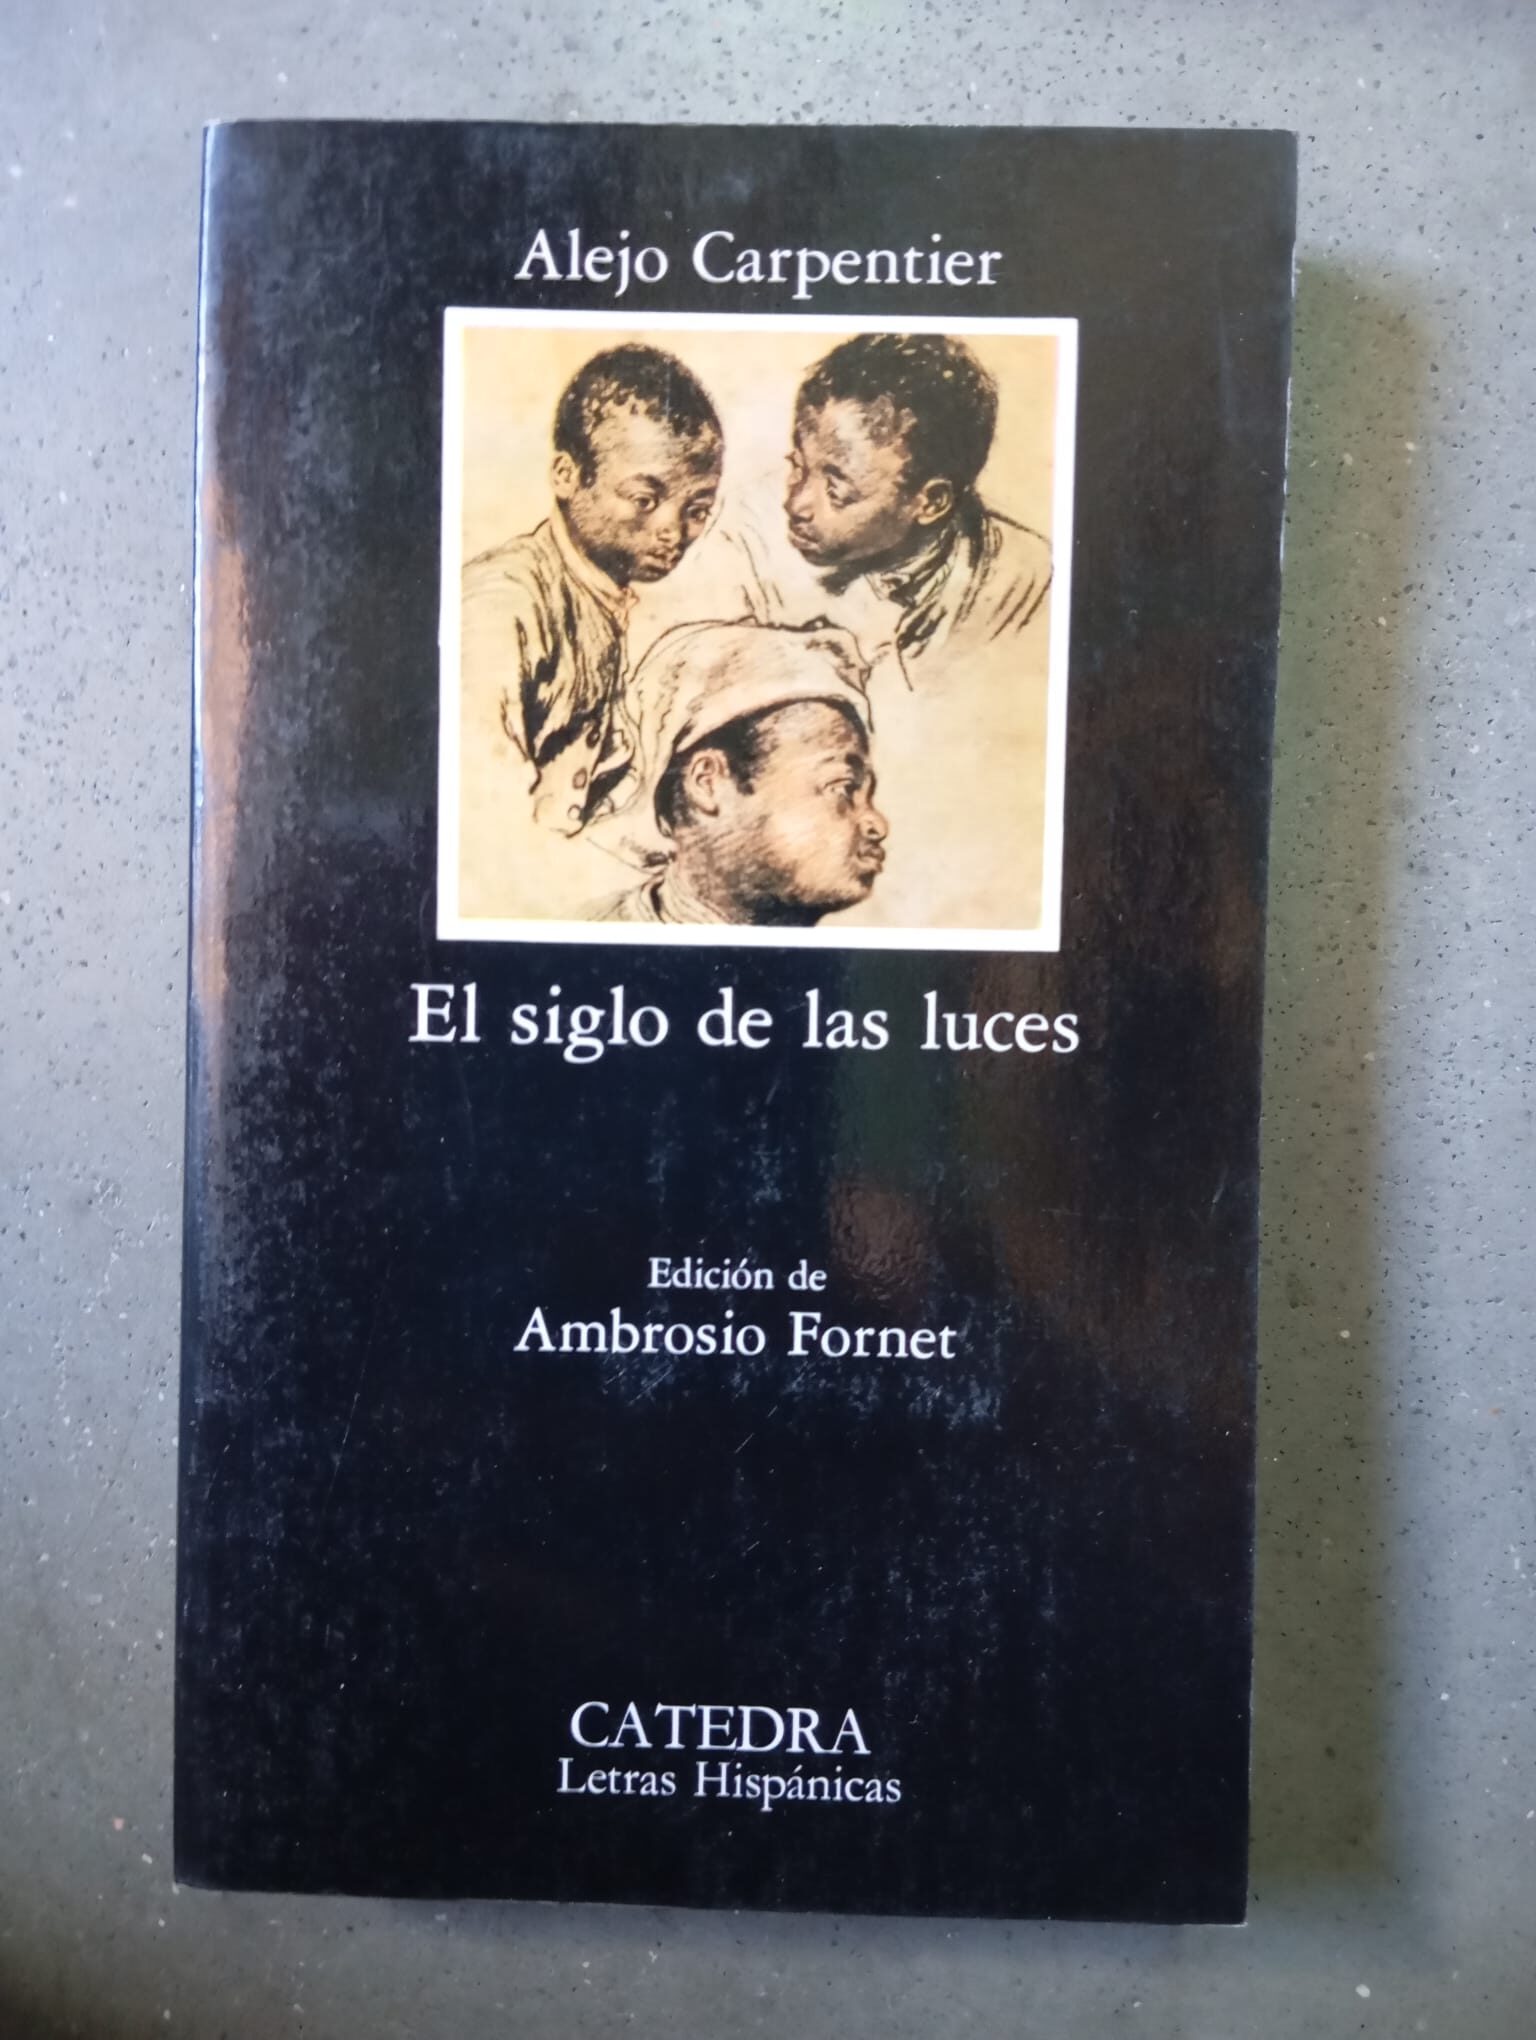 Alejo Carpentier
El siglo de las luces
Edición de
Ambrosio Fornet
CATEDRA
Letras Hispánicas